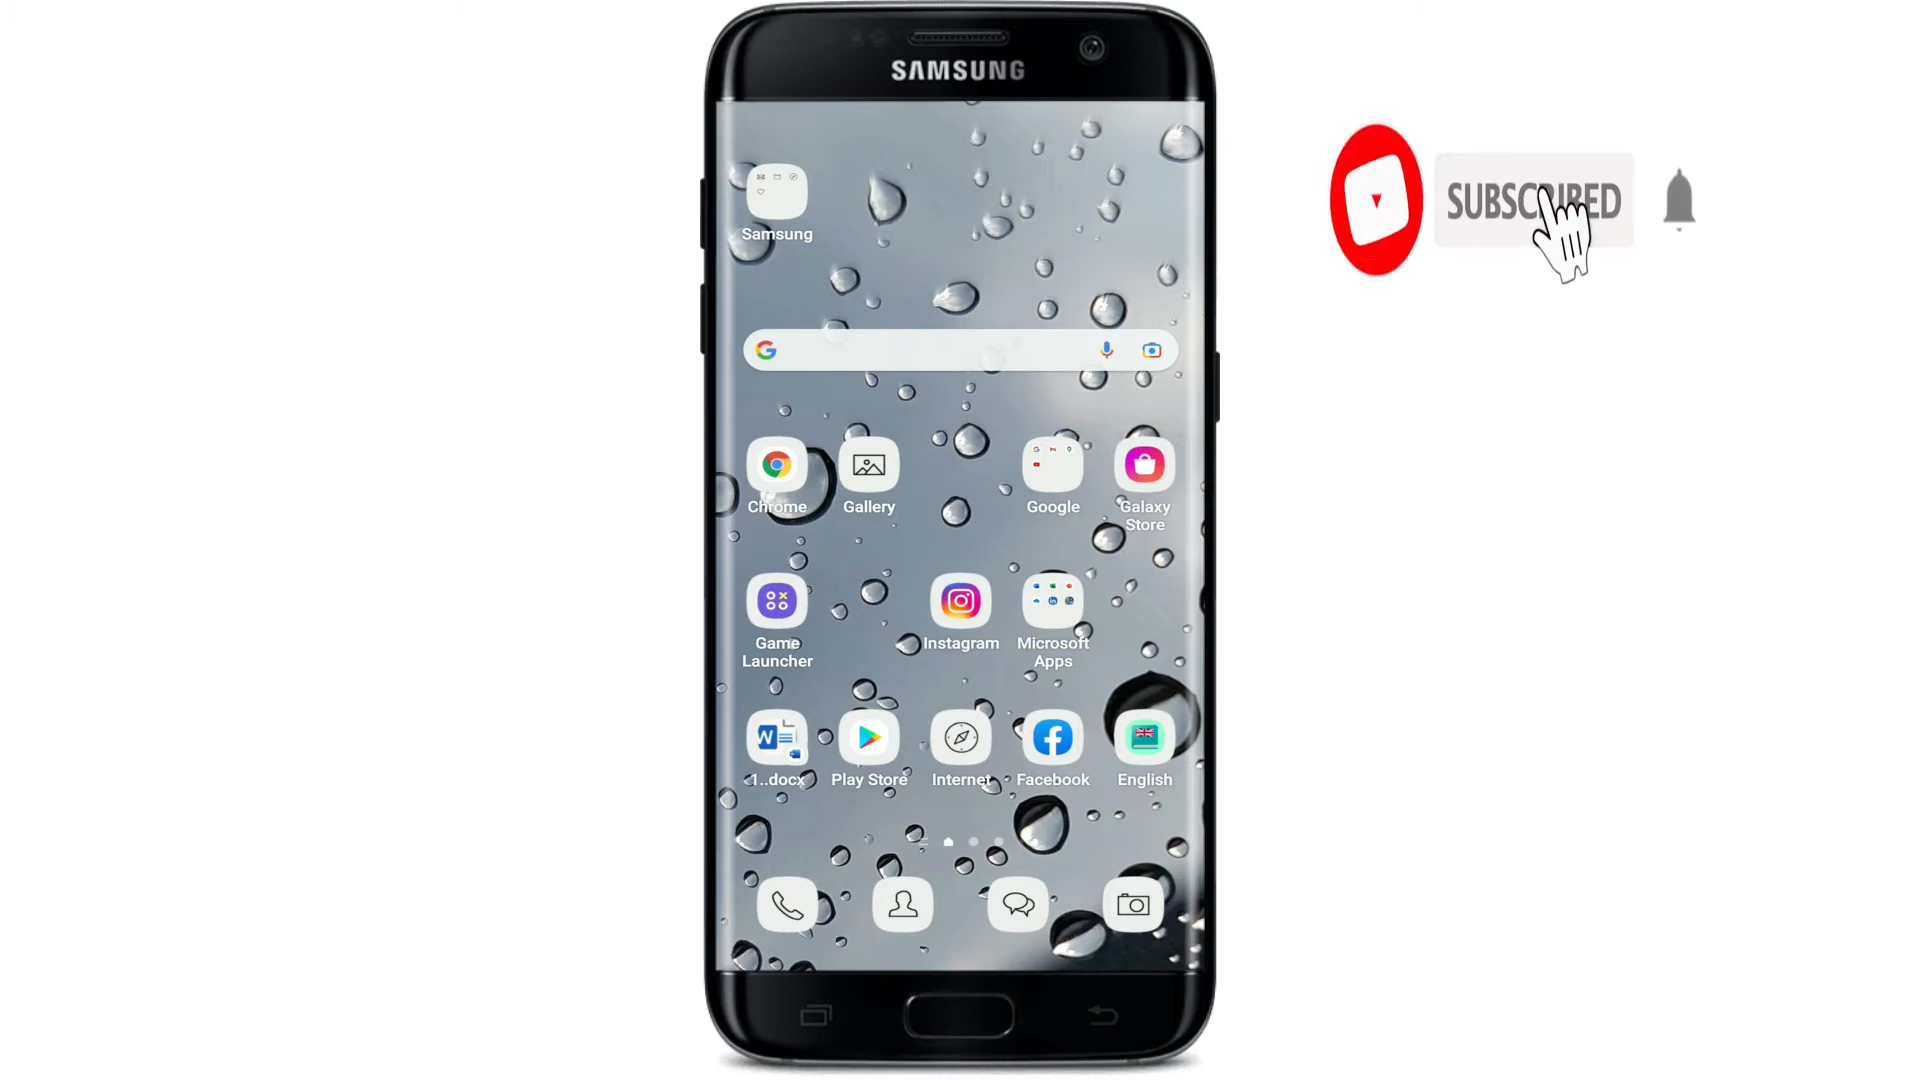 SAMSUNG
SUBSCRIBED
Samsung
Chrome
Gallery
Google
Galaxy
Store
Game
Launcher
Instagram
Microsoft
Apps
1..docx
Play Store
Internet
Facebook
English